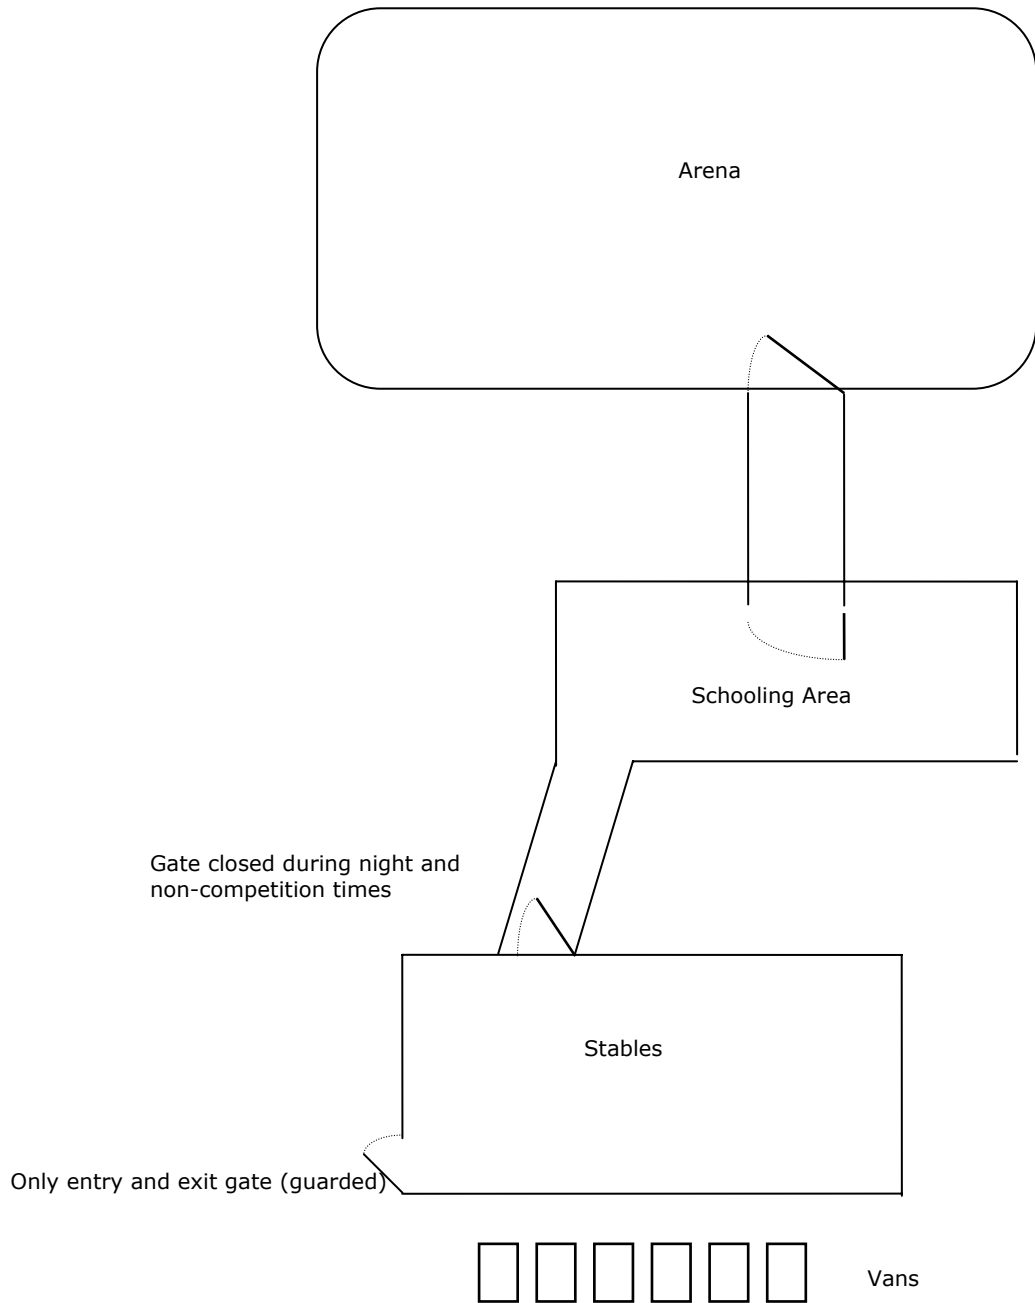 Arena
Schooling Area
Gate closed during night and
non-competition times
Stables
Only entry and exit gate (guarded)
Vans